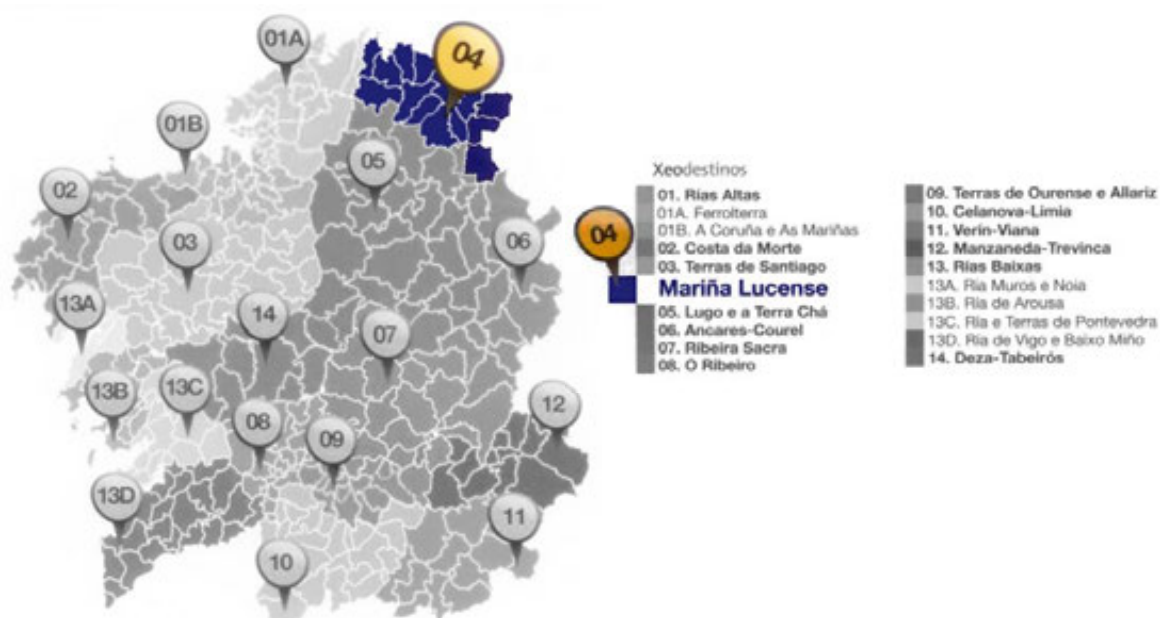 01A
04
01B
05
02
03
06
13A
14
07
13B
13C
12
08
09
13D
11
10
Xeodestinos
01. Rías Altas
01A. Ferrolterra
01B. A Coruña e As Mariñas
02. Costa da Morte
03. Terras de Santiago
04
Mariña Lucense
05. Lugo e a Terra Chá
06. Ancares-Courel
07. Ribeira Sacra
08. O Ribeiro
09. Terras de Ourense e Allariz
10. Celanova-Limia
11. Verín-Viana
12. Manzaneda-Trevinca
13. Rías Baixas
13A. Ría Muros e Noia
13B. Ría de Arousa
13C. Ría e Terras de Pontevedra
13D. Ría de Vigo e Baixo Miño
14. Deza-Tabeirós